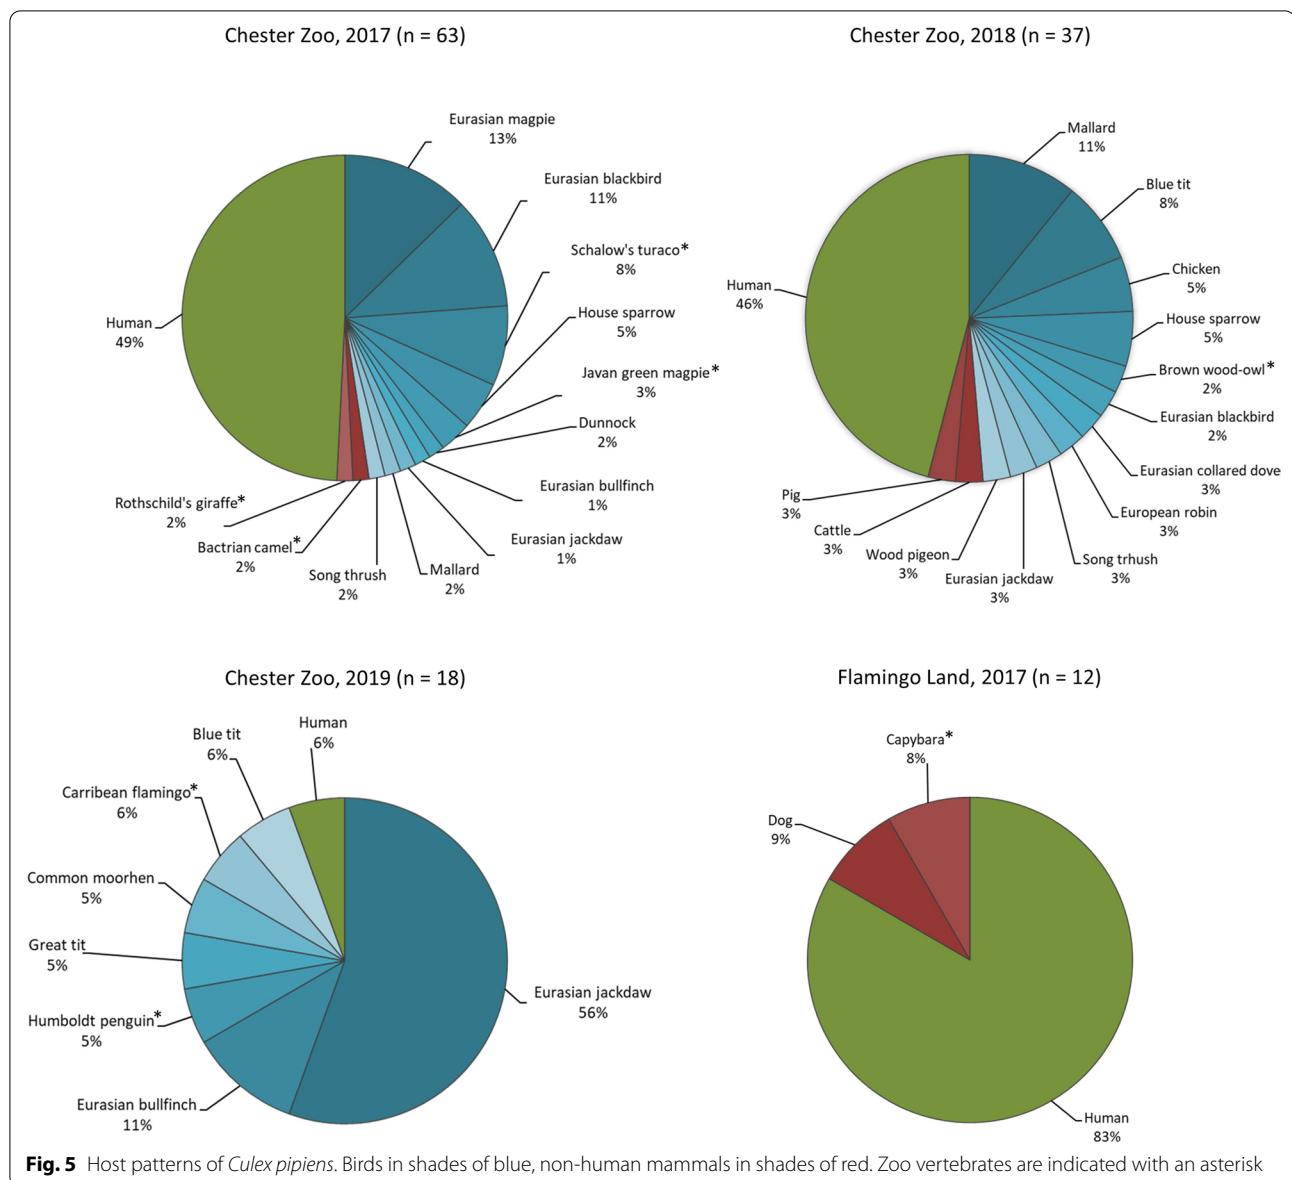 Chester Zoo, 2017 (n = 63)
Eurasian magpie
13%
Eurasian blackbird
11%
Schalow's turaco*
8%
House sparrow
5%
Javan green magpie*
3%
Dunnock
2%
Eurasian bullfinch
1%
Eurasian jackdaw
1%
Mallard
2%
Song thrush
2%
Bactrian camel*
2%
Rothschild's giraffe*
2%
Human
49%
Chester Zoo, 2018 (n = 37)
Mallard
11%
Blue tit
8%
Chicken
5%
House sparrow
5%
Brown wood-owl*
2%
Eurasian blackbird
2%
Eurasian collared dove
3%
European robin
3%
Song trhush
3%
Eurasian jackdaw
3%
Wood pigeon
3%
Cattle
3%
Pig
3%
Human
46%
Chester Zoo, 2019 (n = 18)
Human
6%
Blue tit
6%
Carribean flamingo*
6%
Common moorhen
5%
Great tit
5%
Humboldt penguin*
5%
Eurasian bullfinch
11%
Eurasian jackdaw
56%
Flamingo Land, 2017 (n = 12)
Capybara*
8%
Dog
9%
Human
83%
Fig. 5 Host patterns of Culex pipiens. Birds in shades of blue, non-human mammals in shades of red. Zoo vertebrates are indicated with an asterisk